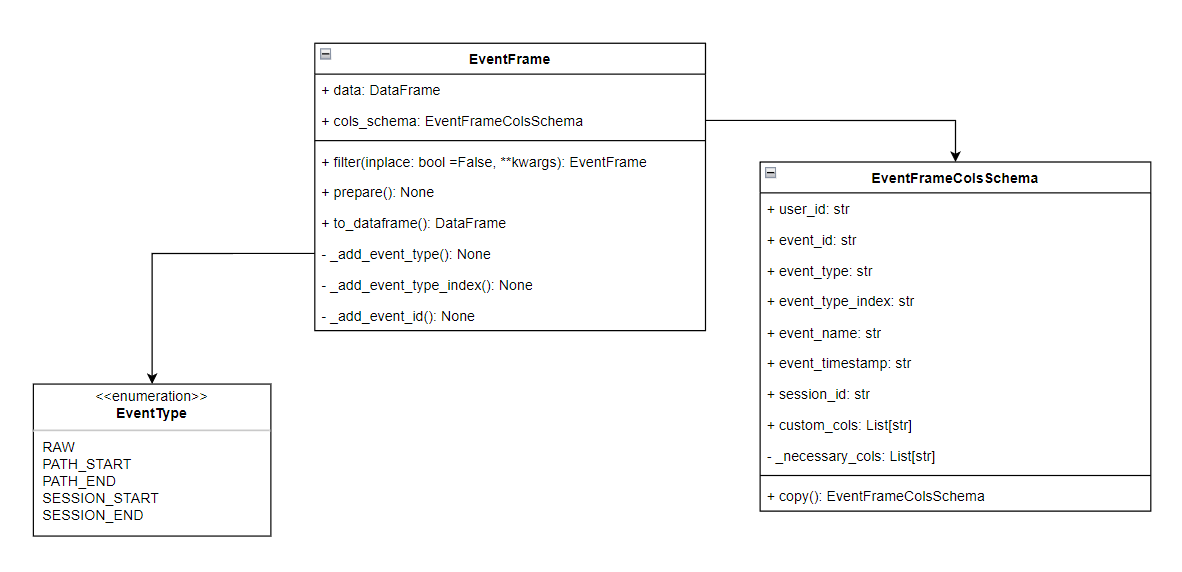 EventFrame
+ data: DataFrame
+ cols_schema: EventFrameColsSchema
+ filter(inplace: bool =False, **kwargs): EventFrame
+ prepare(): None
+ to_dataframe(): DataFrame
- _add_event_type(): None
- _add_event_type_index(): None
- _add_event_id(): None
EventFrameColsSchema
+ user_id: str
+ event_id: str
+ event_type: str
+ event_type_index: str
+ event_name: str
+ event_timestamp: str
+ session_id: str
+ custom_cols: List[str]
- _necessary_cols: List[str]
+ copy(): EventFrameColsSchema
<<enumeration>>
EventType
RAW
PATH_START
PATH_END
SESSION_START
SESSION_END